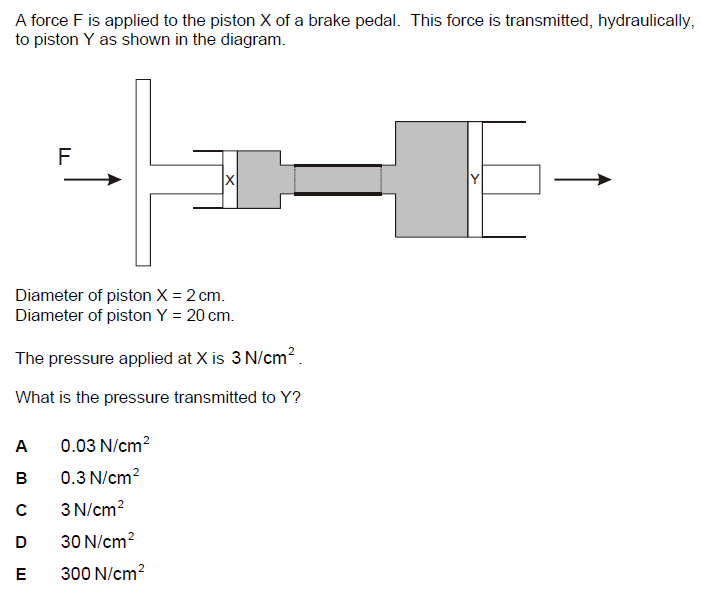 A force F is applied to the piston X of a brake pedal.  This force is transmitted, hydraulically,
to piston Y as shown in the diagram.
F
X
Y
Diameter of piston X = 2 cm.
Diameter of piston Y = 20 cm.
The pressure applied at X is 3 N/cm².
What is the pressure transmitted to Y?
A 0.03 N/cm²
B 0.3 N/cm²
C 3 N/cm²
D 30 N/cm²
E 300 N/cm²